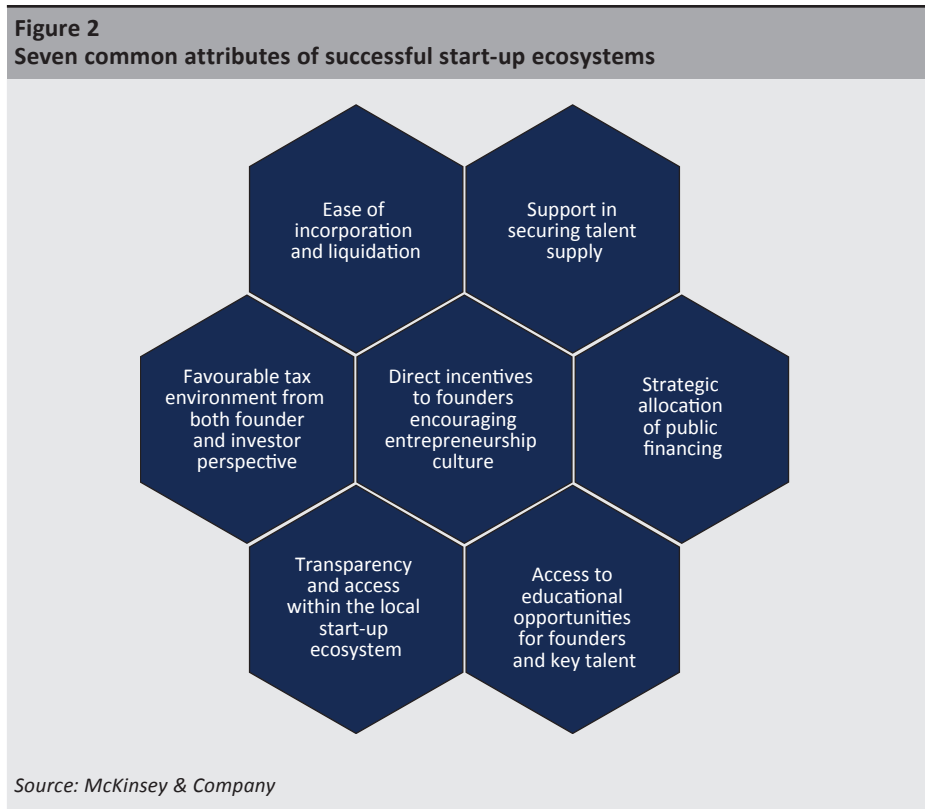 Figure 2
Seven common attributes of successful start-up ecosystems
Ease of
incorporation
and liquidation
Support in
securing talent
supply
Favourable tax
environment from
both founder
and investor
perspective
Direct incentives
to founders
encouraging
entrepreneurship
culture
Strategic
allocation
of public
financing
Transparency
and access
within the local
start-up
ecosystem
Access to
educational
opportunities
for founders
and key talent
Source: McKinsey & Company